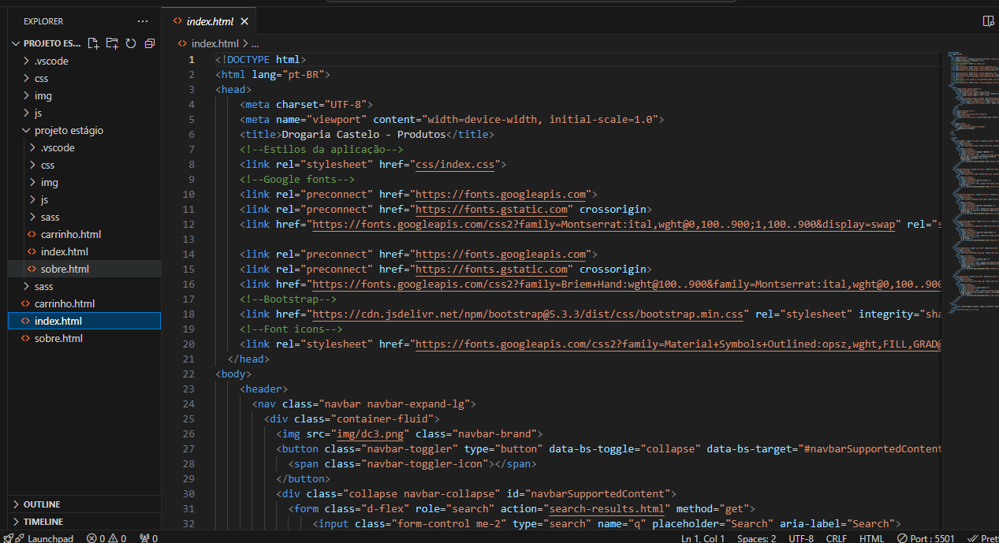 EXPLORER
···
PROJETO ES...
.vscode
css
img
js
projeto estágio
.vscode
css
img
js
sass
carrinho.html
index.html
sobre.html
sass
carrinho.html
index.html
sobre.html
OUTLINE
TIMELINE
index.html
index.html > ...
1 <!DOCTYPE html>
2 <html lang="pt-BR">
3 <head>
4 <meta charset="UTF-8">
5 <meta name="viewport" content="width=device-width, initial-scale=1.0">
6 <title>Drogaria Castelo - Produtos</title>
7 <!--Estilos da aplicação-->
8 <link rel="stylesheet" href="css/index.css">
9 <!--Google fonts-->
10 <link rel="preconnect" href="https://fonts.googleapis.com">
11 <link rel="preconnect" href="https://fonts.gstatic.com" crossorigin>
12 <link href="https://fonts.googleapis.com/css2?family=Montserrat:ital,wght@0,100..900;1,100..900&display=swap" rel="s
13
14 <link rel="preconnect" href="https://fonts.googleapis.com">
15 <link rel="preconnect" href="https://fonts.gstatic.com" crossorigin>
16 <link href="https://fonts.googleapis.com/css2?family=Briem+Hand:wght@100..900&family=Montserrat:ital,wght@0,100..900
17 <!--Bootstrap-->
18 <link href="https://cdn.jsdelivr.net/npm/bootstrap@5.3.3/dist/css/bootstrap.min.css" rel="stylesheet" integrity="sha
19 <!--Font icons-->
20 <link rel="stylesheet" href="https://fonts.googleapis.com/css2?family=Material+Symbols+Outlined:opsz,wght,FILL,GRAD@
21 </head>
22 <body>
23 <header>
24 <nav class="navbar navbar-expand-lg">
25 <div class="container-fluid">
26 <img src="img/dc3.png" class="navbar-brand">
27 <button class="navbar-toggler" type="button" data-bs-toggle="collapse" data-bs-target="#navbarSupportedContent
28 <span class="navbar-toggler-icon"></span>
29 </button>
30 <div class="collapse navbar-collapse" id="navbarSupportedContent">
31 <form class="d-flex" role="search" action="search-results.html" method="get">
32 <input class="form-control me-2" type="search" name="q" placeholder="Search" aria-label="Search">
Launchpad 0 0 0 Ln 1, Col 1 Spaces: 2 UTF-8 CRLF HTML Port : 5501 Pret